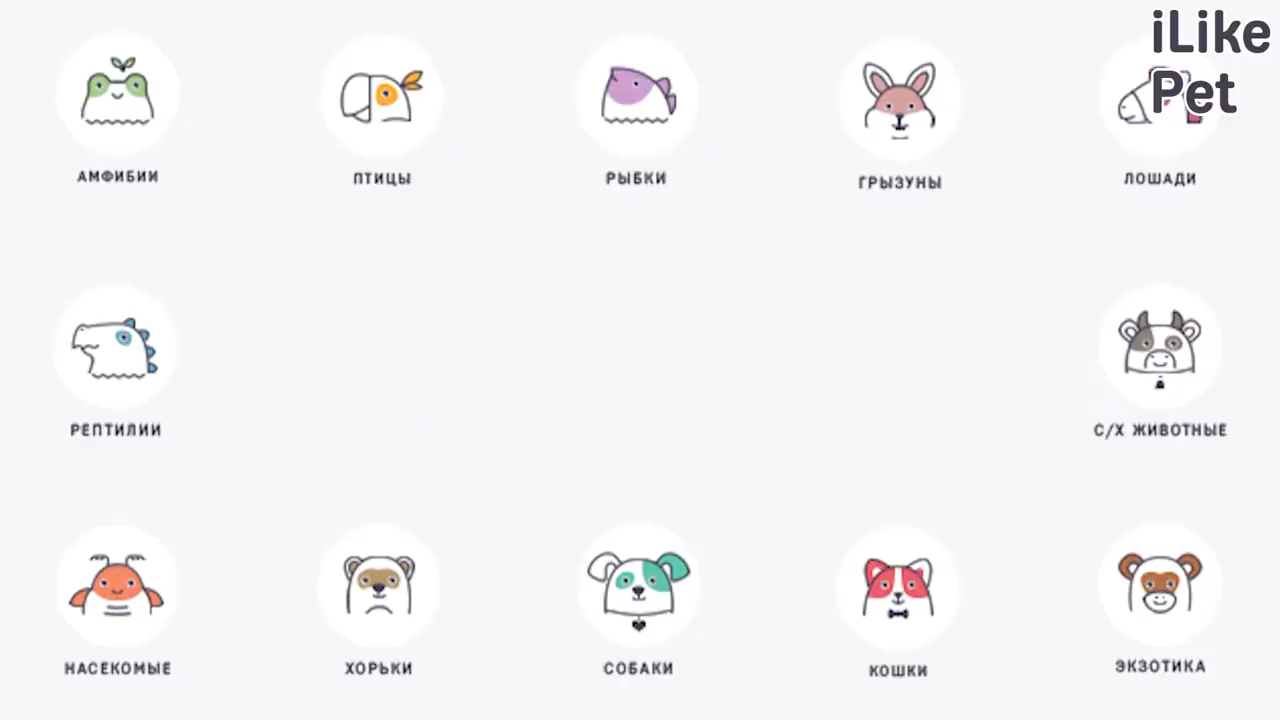 iLike
Pet
АМФИБИИ
ПТИЦЫ
РЫБКИ
ГРЫЗУНЫ
ЛОШАДИ
РЕПТИЛИИ
С/Х ЖИВОТНЫЕ
НАСЕКОМЫЕ
ХОРЬКИ
СОБАКИ
КОШКИ
ЭКЗОТИКА